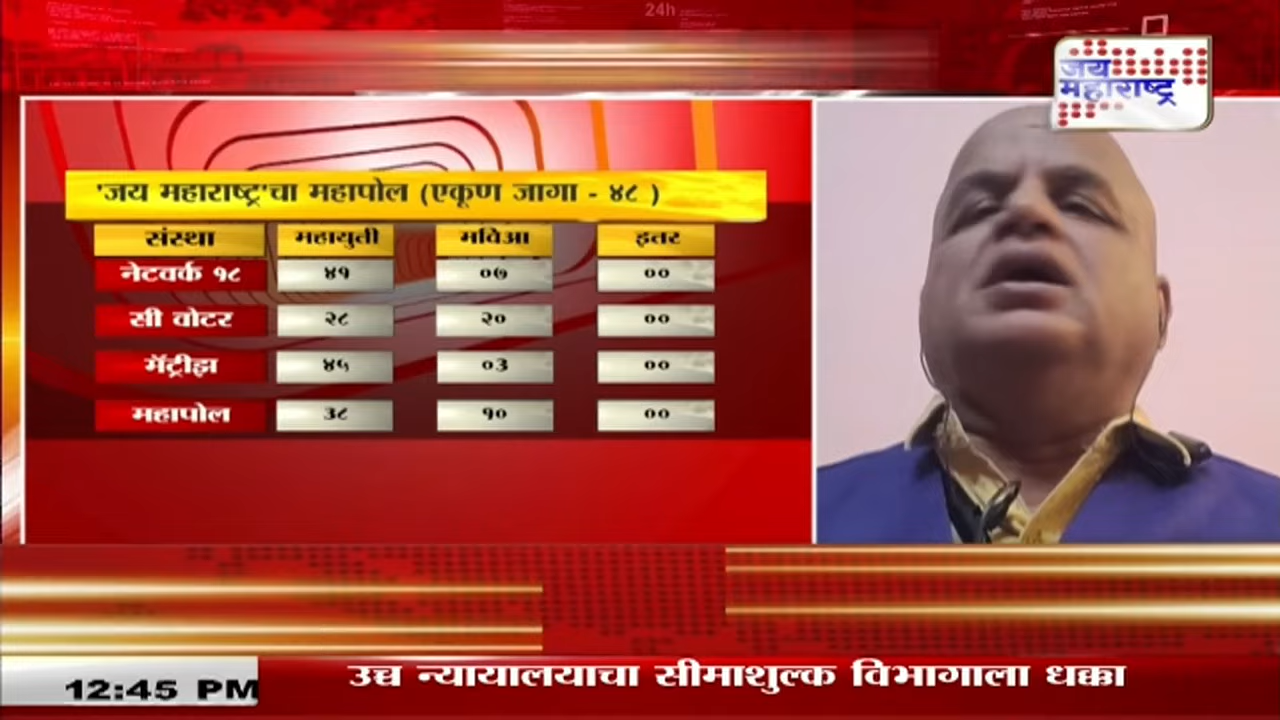 24h
जय
महाराष्ट्र
'जय महाराष्ट्र'चा महापोल (एकूण जागा - ४८ )
संस्था महायुती मविआ इतर
नेटवर्क १८ ४१ ०७ ००
सी वोटर २८ २० ००
मॅट्रीझ ४५ ०३ ००
महापोल ३८ १० ००
12:45 PM
उच्च न्यायालयाचा सीमाशुल्क विभागाला धक्का